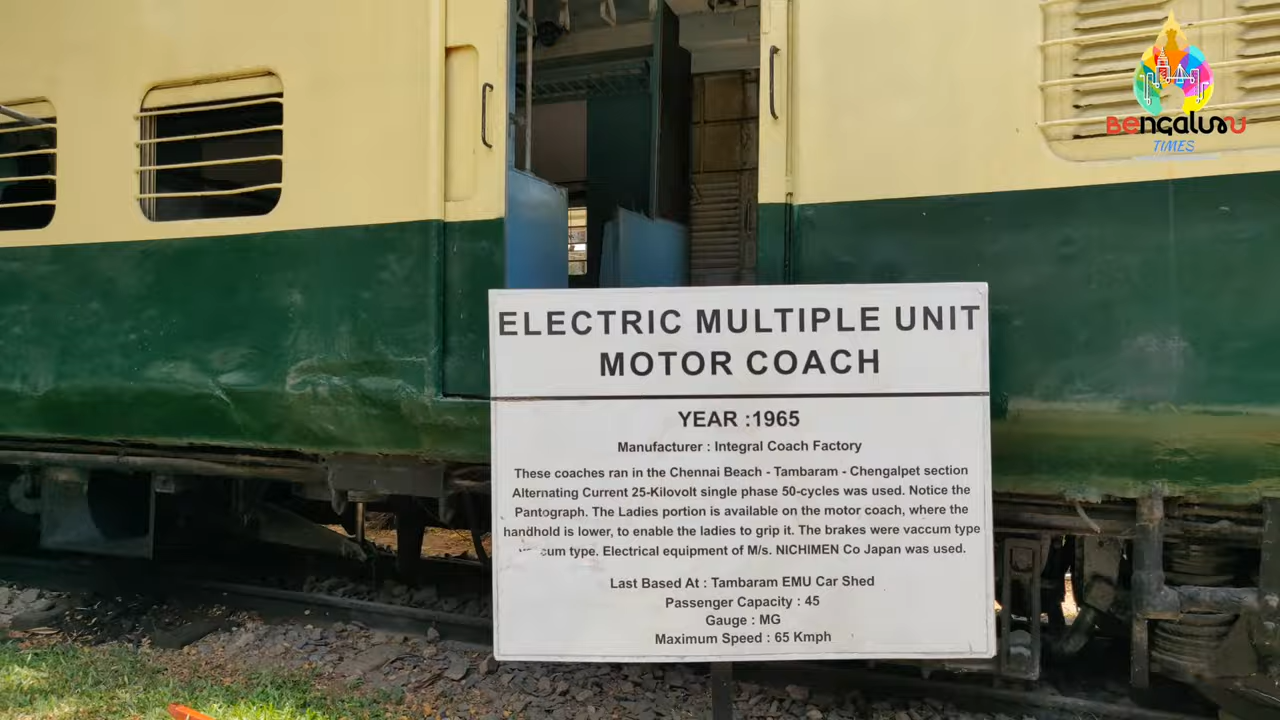 BENGALURU
TIMES
ELECTRIC MULTIPLE UNIT
MOTOR COACH
YEAR :1965
Manufacturer : Integral Coach Factory
These coaches ran in the Chennai Beach - Tambaram - Chengalpet section
Alternating Current 25-Kilovolt single phase 50-cycles was used. Notice the
Pantograph. The Ladies portion is available on the motor coach, where the
handhold is lower, to enable the ladies to grip it. The brakes were vaccum type
cum type. Electrical equipment of M/s. NICHIMEN Co Japan was used.
Last Based At : Tambaram EMU Car Shed
Passenger Capacity : 45
Gauge : MG
Maximum Speed : 65 Kmph